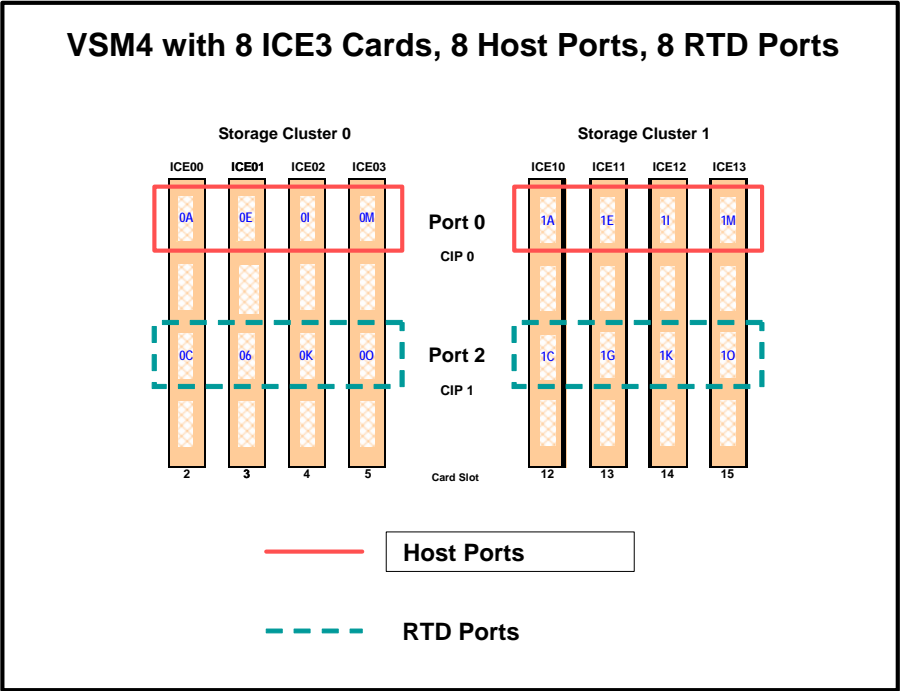 VSM4 with 8 ICE3 Cards, 8 Host Ports, 8 RTD Ports
Storage Cluster 0 Storage Cluster 1
ICE00 ICE01 ICE02 ICE03 ICE10 ICE11 ICE12 ICE13
0A 0E 0I 0M Port 0 1A 1E 1I 1M
CIP 0
0C 06 0K 0O Port 2 1C 1G 1K 1O
CIP 1
2 3 4 5 Card Slot 12 13 14 15
Host Ports
RTD Ports